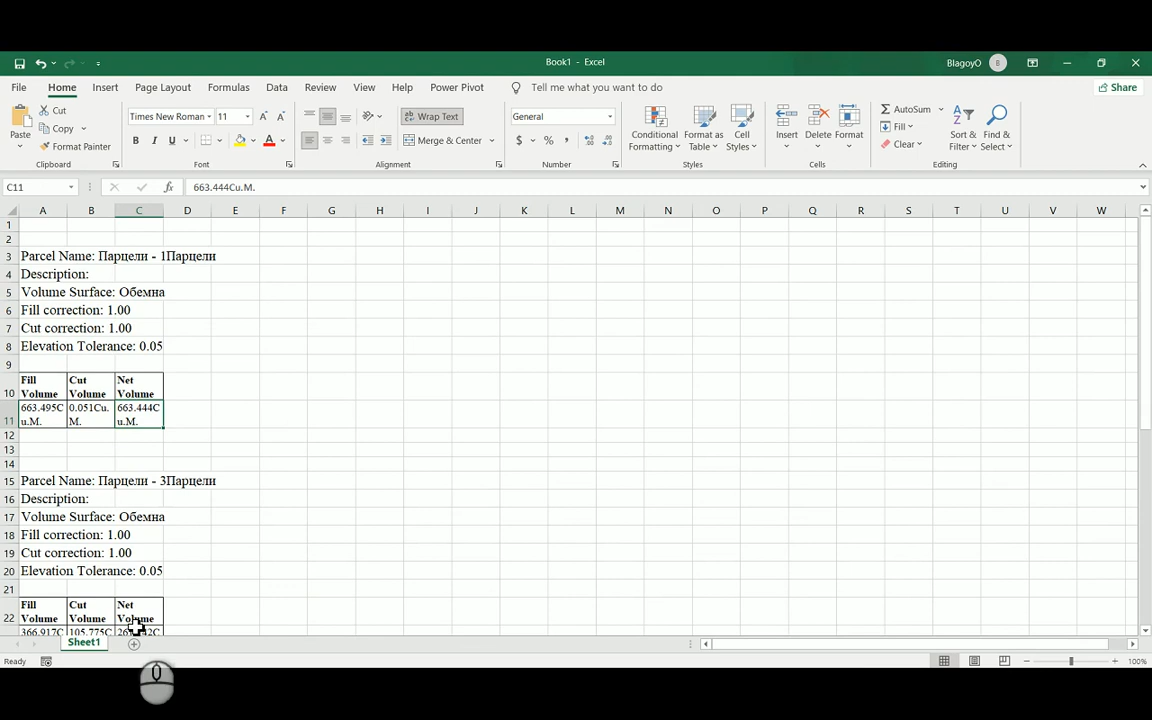 Book1 - Excel
BlagoyO B
File Home Insert Page Layout Formulas Data Review View Help Power Pivot Tell me what you want to do Share
Paste
Cut
Copy
Format Painter
Clipboard
Times New Roman 11
B I U
Font
Wrap Text
Merge & Center
Alignment
General
$ %
Number
Conditional Formatting
Format as Table
Cell Styles
Styles
Insert Delete Format
Cells
AutoSum
Fill
Clear
Sort & Filter
Find & Select
Editing
C11 fx 663.444Cu.M.
A B C D E F G H I J K L M N O P Q R S T U V W
1
2
3 Parcel Name: Парцели - 1Парцели
4 Description:
5 Volume Surface: Обемна
6 Fill correction: 1.00
7 Cut correction: 1.00
8 Elevation Tolerance: 0.05
9
Fill Cut Net
10 Volume Volume Volume
663.495C 0.051Cu. 663.444C
11 u.M. M. u.M.
12
13
14
15 Parcel Name: Парцели - 3Парцели
16 Description:
17 Volume Surface: Обемна
18 Fill correction: 1.00
19 Cut correction: 1.00
20 Elevation Tolerance: 0.05
21
Fill Cut Net
22 Volume Volume Volume
366.917C 105.775C
Sheet1
Ready 100%